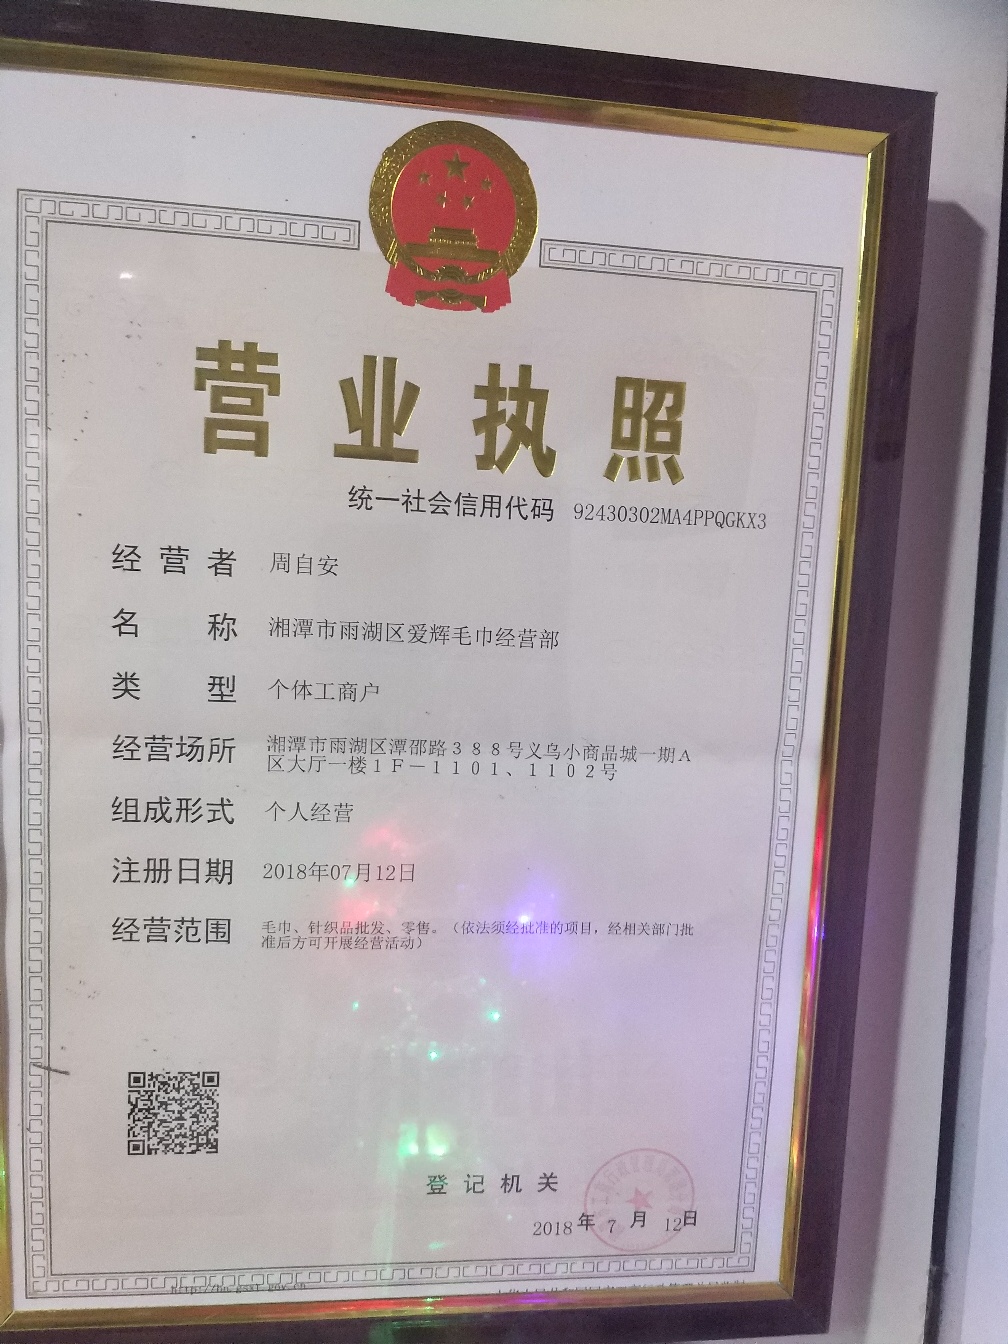 营业执照
统一社会信用代码 92430302MA4PPQGKX3
经营者 周自安
名称 湘潭市雨湖区爱辉毛巾经营部
类型 个体工商户
经营场所 湘潭市雨湖区潭邵路３８８号义乌小商品城一期Ａ
区大厅一楼１Ｆ－１１０１、１１０２号
组成形式 个人经营
注册日期 2018年07月12日
经营范围 毛巾、针织品批发、零售。（依法须经批准的项目，经相关部门批
准后方可开展经营活动）
登记机关
2018年 7 月 12日